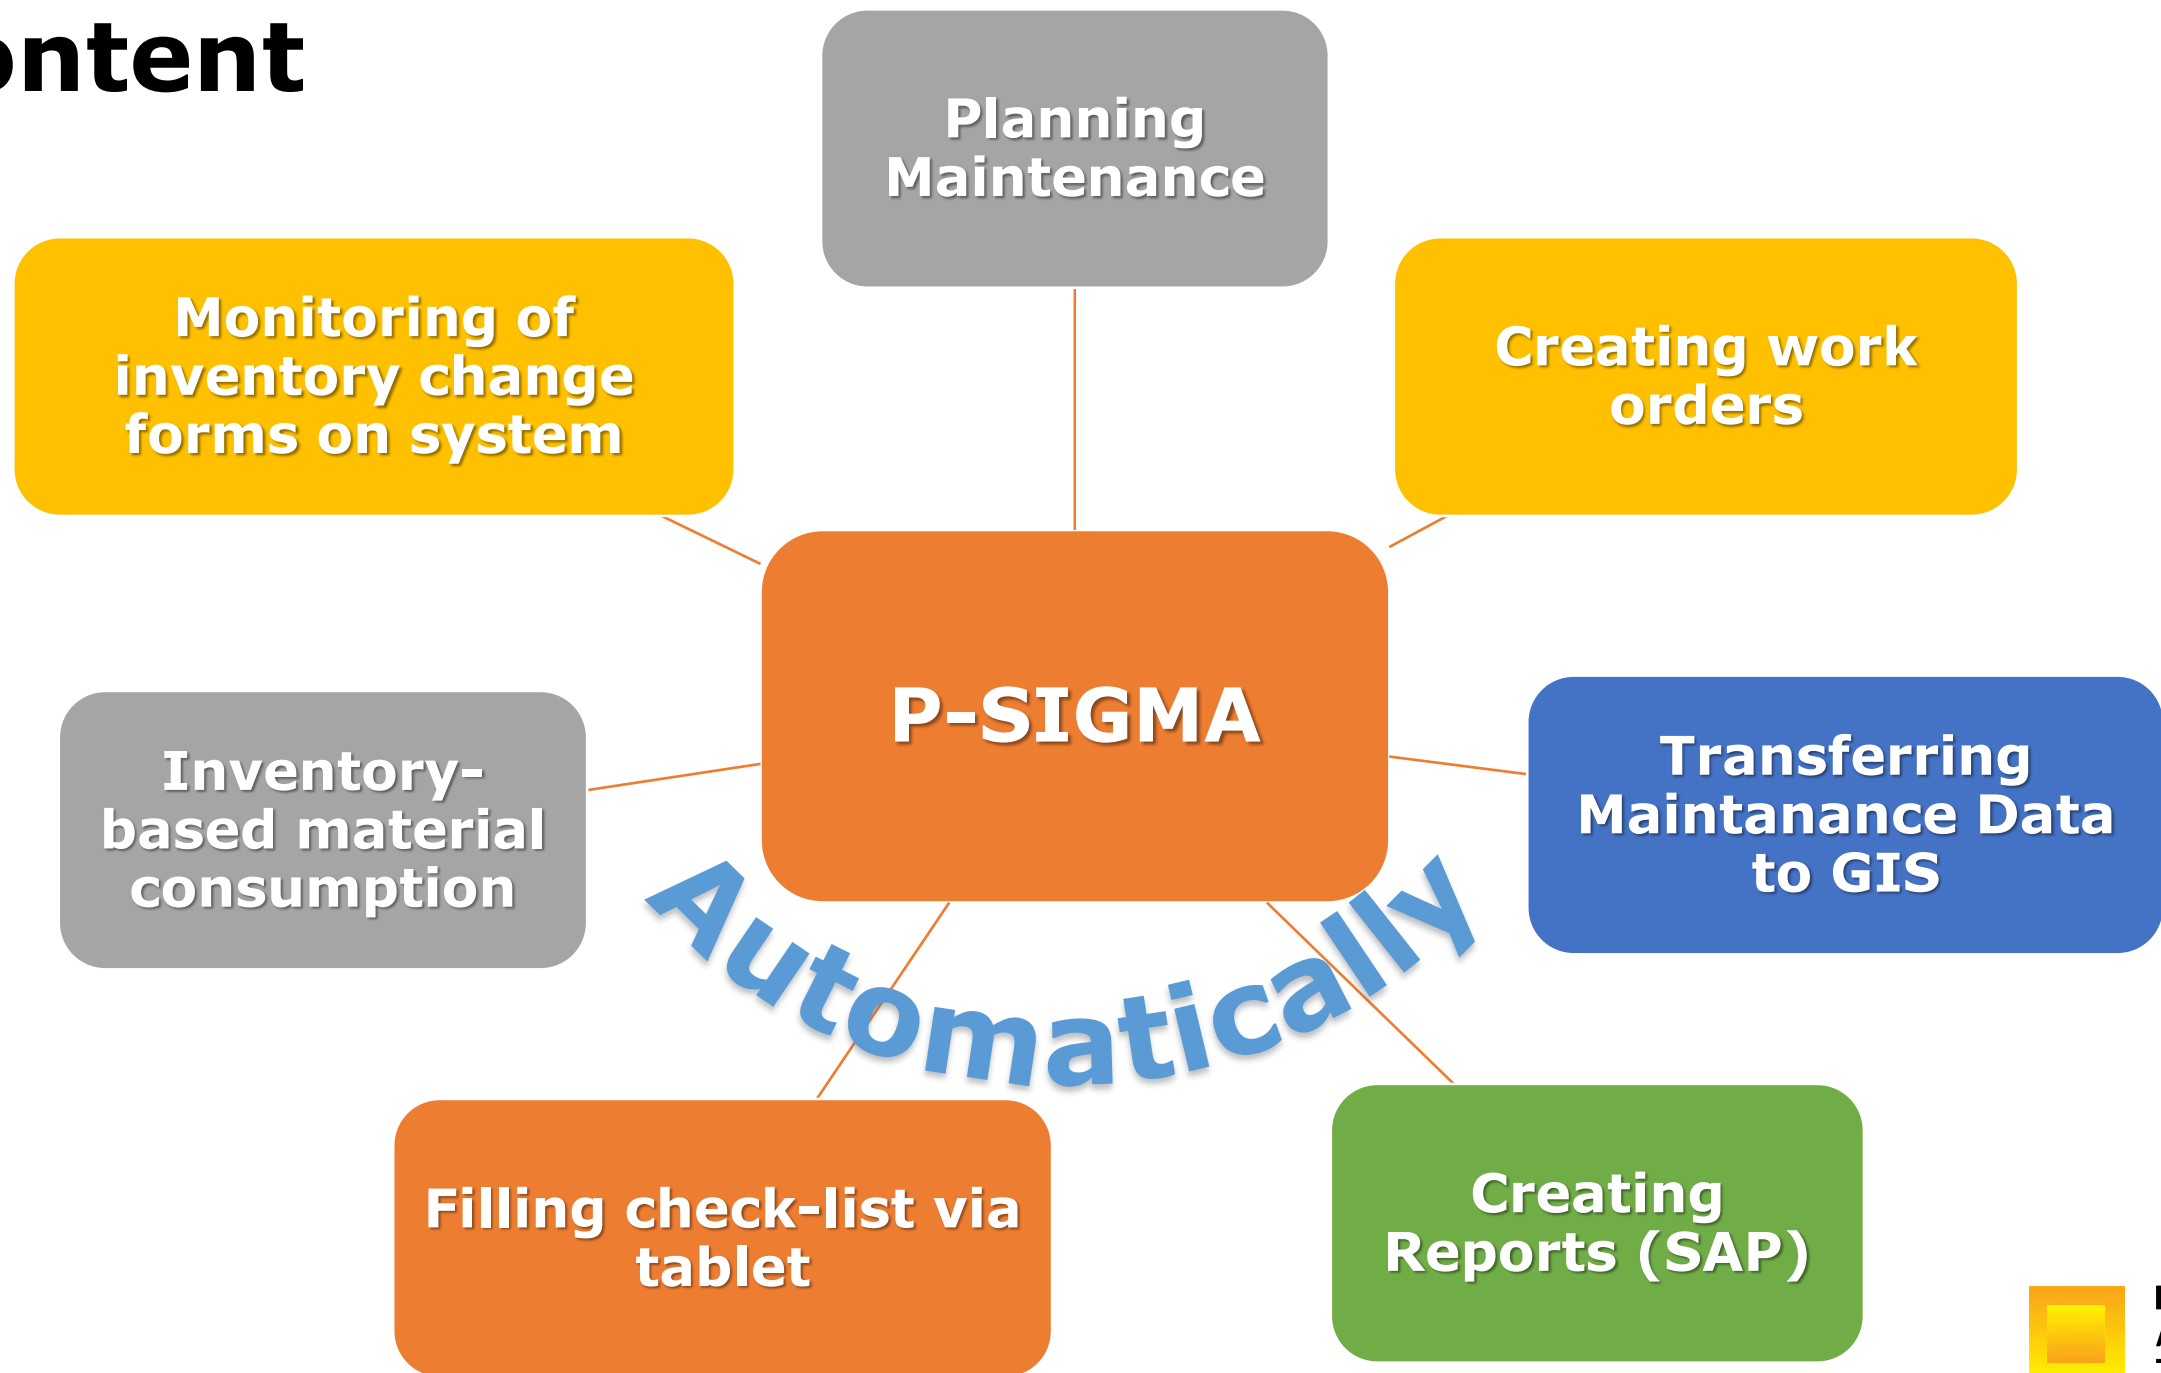 ontent
Planning
Maintenance
Monitoring of
inventory change
forms on system
Creating work
orders
P-SIGMA
Inventory-
based material
consumption
Transferring
Maintanance Data
to GIS
Automatically
Filling check-list via
tablet
Creating
Reports (SAP)